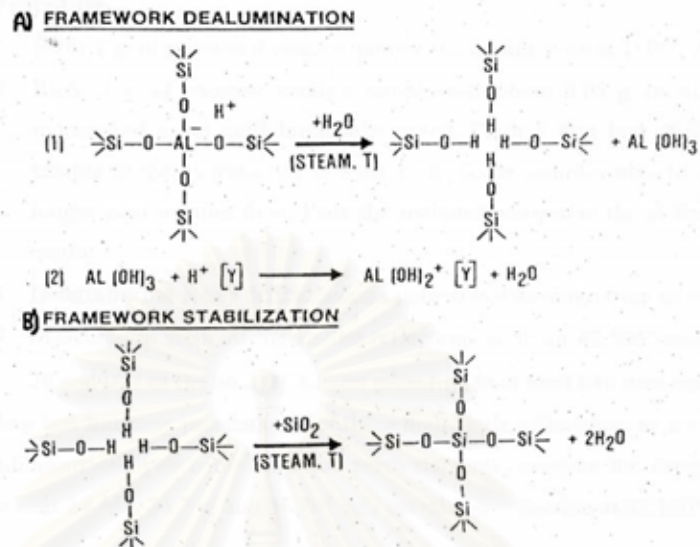 A) FRAMEWORK DEALUMINATION
Si
O
H+
(1) Si—O—AL—O—Si +H2O (STEAM, T) Si—O—H H—O—Si + AL (OH)3
O
Si
Si
O
H
H
O
Si
(2) AL (OH)3 + H+ [Y] AL (OH)2+ [Y] + H2O
B) FRAMEWORK STABILIZATION
Si
O
H
Si—O—H H—O—Si +SiO2 (STEAM, T) Si—O—Si—O—Si + 2H2O
H
O
Si
Si
O
O
Si